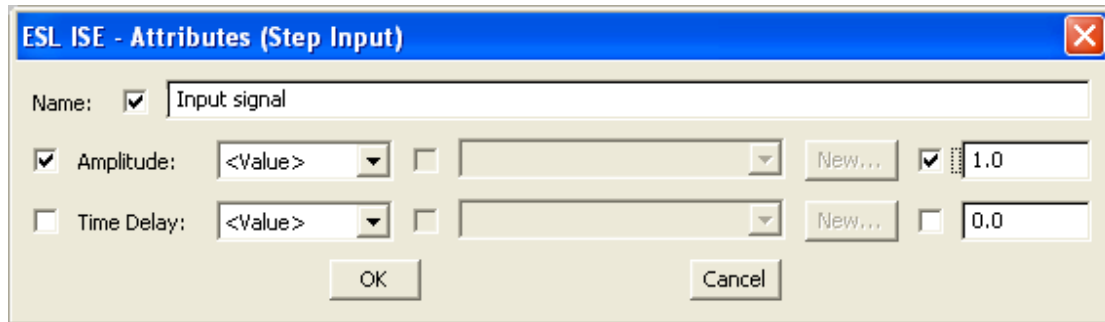 ESL ISE - Attributes (Step Input)
Name: Input signal
Amplitude: <Value> New... 1.0
Time Delay: <Value> New... 0.0
OK Cancel